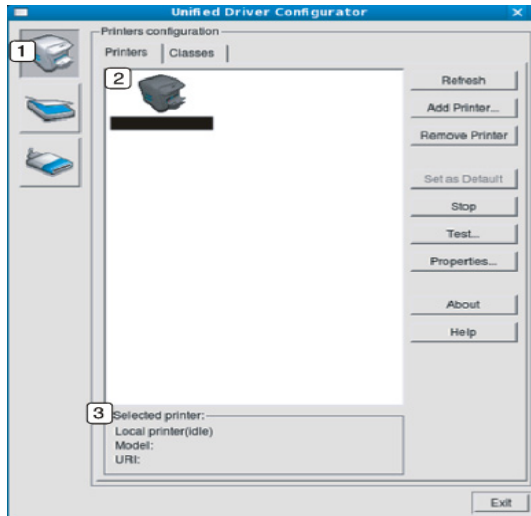 Unified Driver Configurator
1
Printers configuration
Printers
Classes
2
Refresh
Add Printer...
Remove Printer
Set as Default
Stop
Test...
Properties...
About
Help
3
Selected printer:
Local printer(idle)
Model:
URI:
Exit